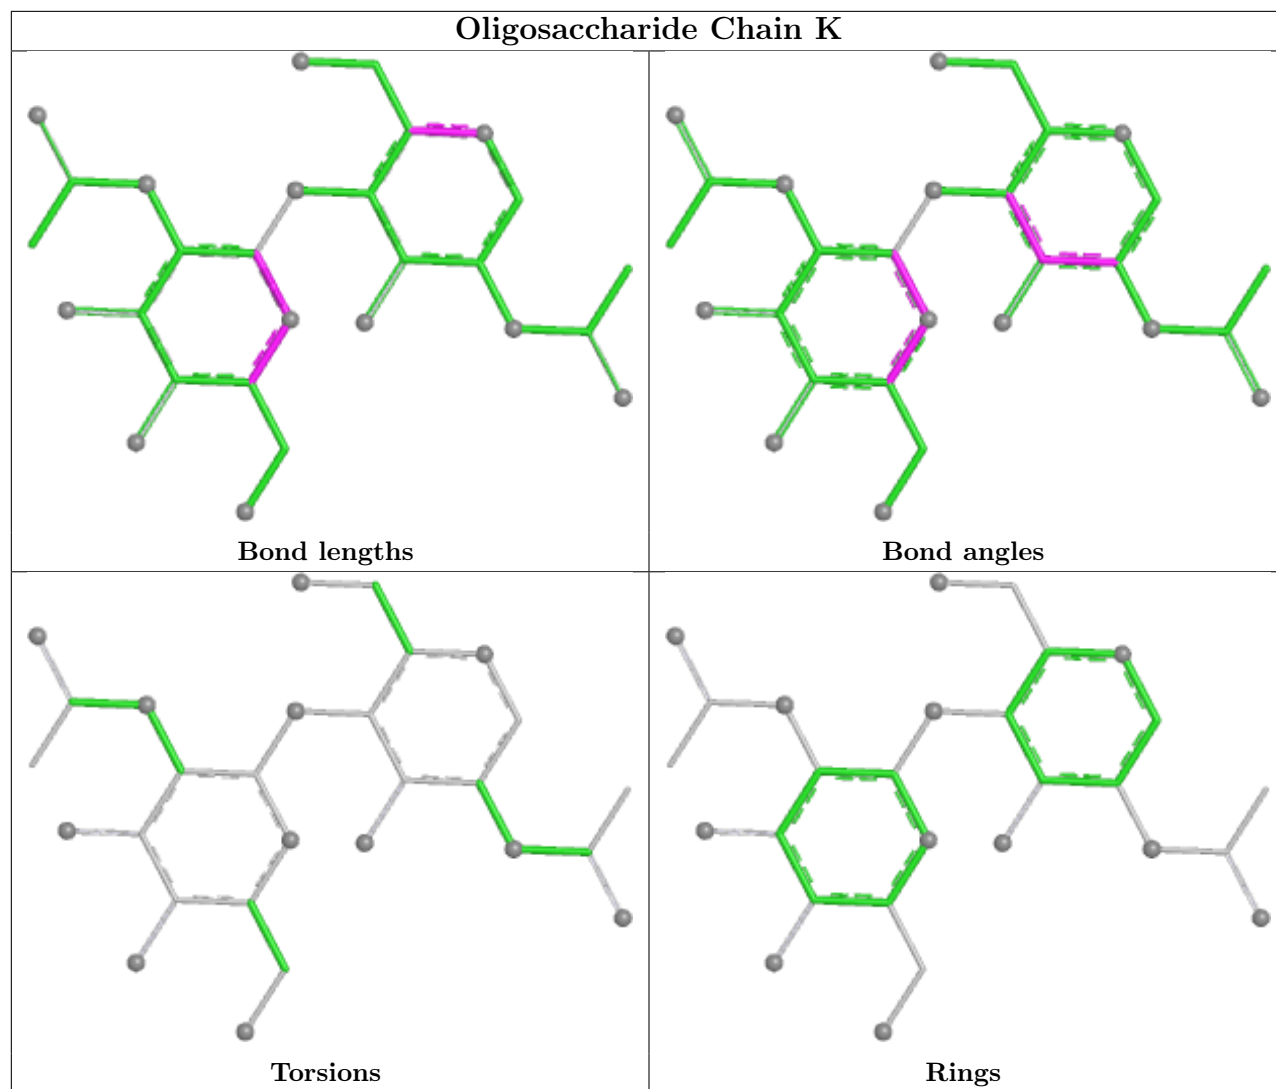 Oligosaccharide Chain K
Bond lengths
Bond angles
Torsions
Rings